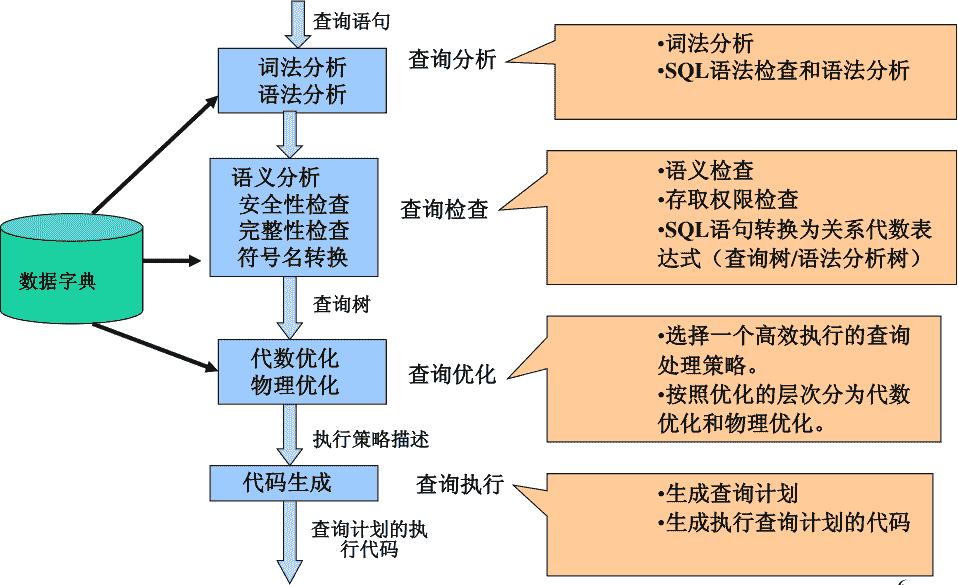 查询语句
词法分析
语法分析
查询分析
•词法分析
•SQL语法检查和语法分析
语义分析
安全性检查
完整性检查
符号名转换
查询检查
•语义检查
•存取权限检查
•SQL语句转换为关系代数表
达式（查询树/语法分析树）
数据字典
查询树
代数优化
物理优化
查询优化
•选择一个高效执行的查询
处理策略。
•按照优化的层次分为代数
优化和物理优化。
执行策略描述
代码生成
查询执行
•生成查询计划
•生成执行查询计划的代码
查询计划的执
行代码